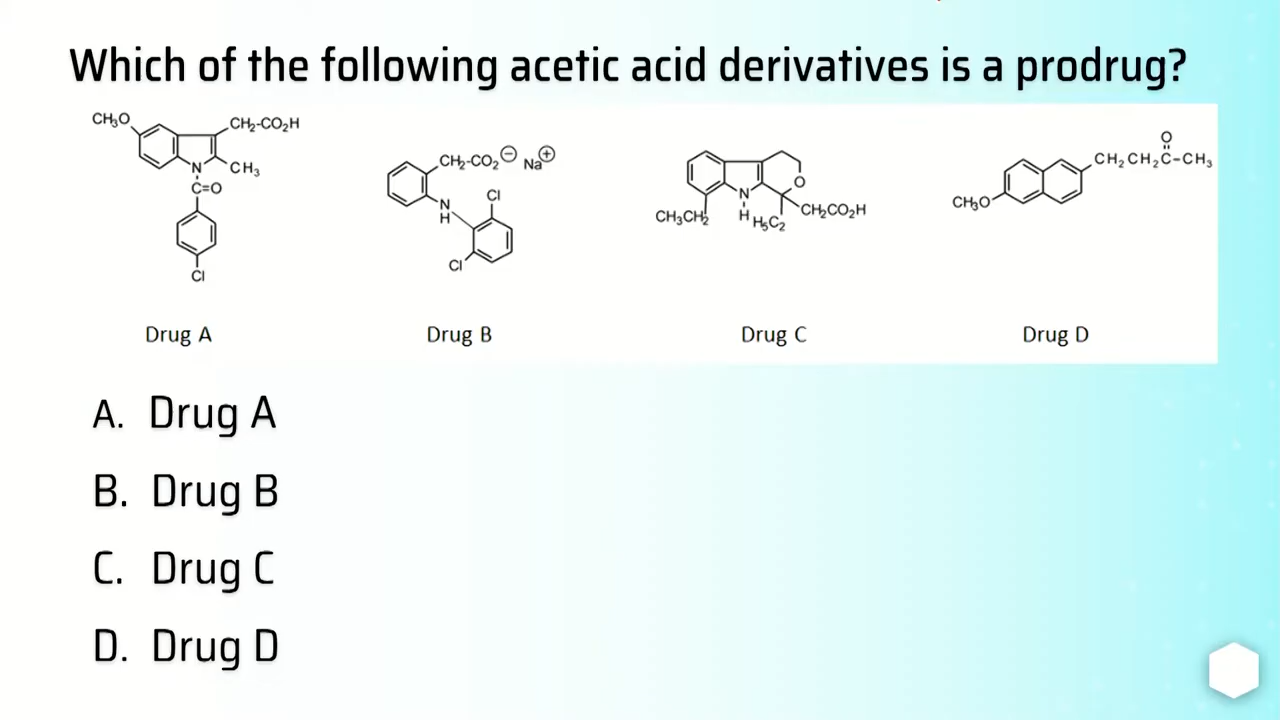 Which of the following acetic acid derivatives is a prodrug?
CH₃O
CH₂-CO₂H
N
CH₃
C=O
Cl
CH₂-CO₂⊖ Na⊕
N
H
Cl
Cl
O
N
H
CH₃CH₂
H₅C₂
CH₂CO₂H
O
CH₂CH₂C-CH₃
CH₃O
Drug A
Drug B
Drug C
Drug D
A. Drug A
B. Drug B
C. Drug C
D. Drug D